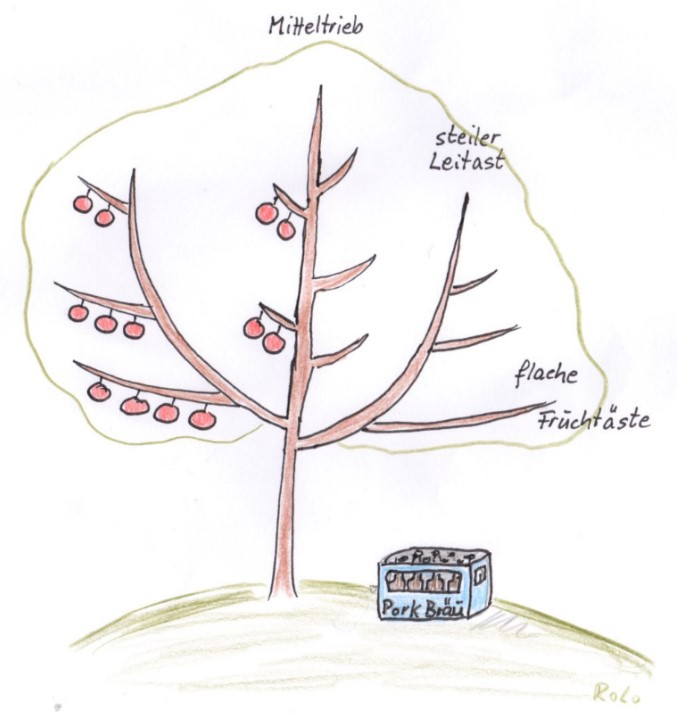 Mitteltrieb
steiler
Leitast
flache
Früchtäste
Pork Bräu
RoLo